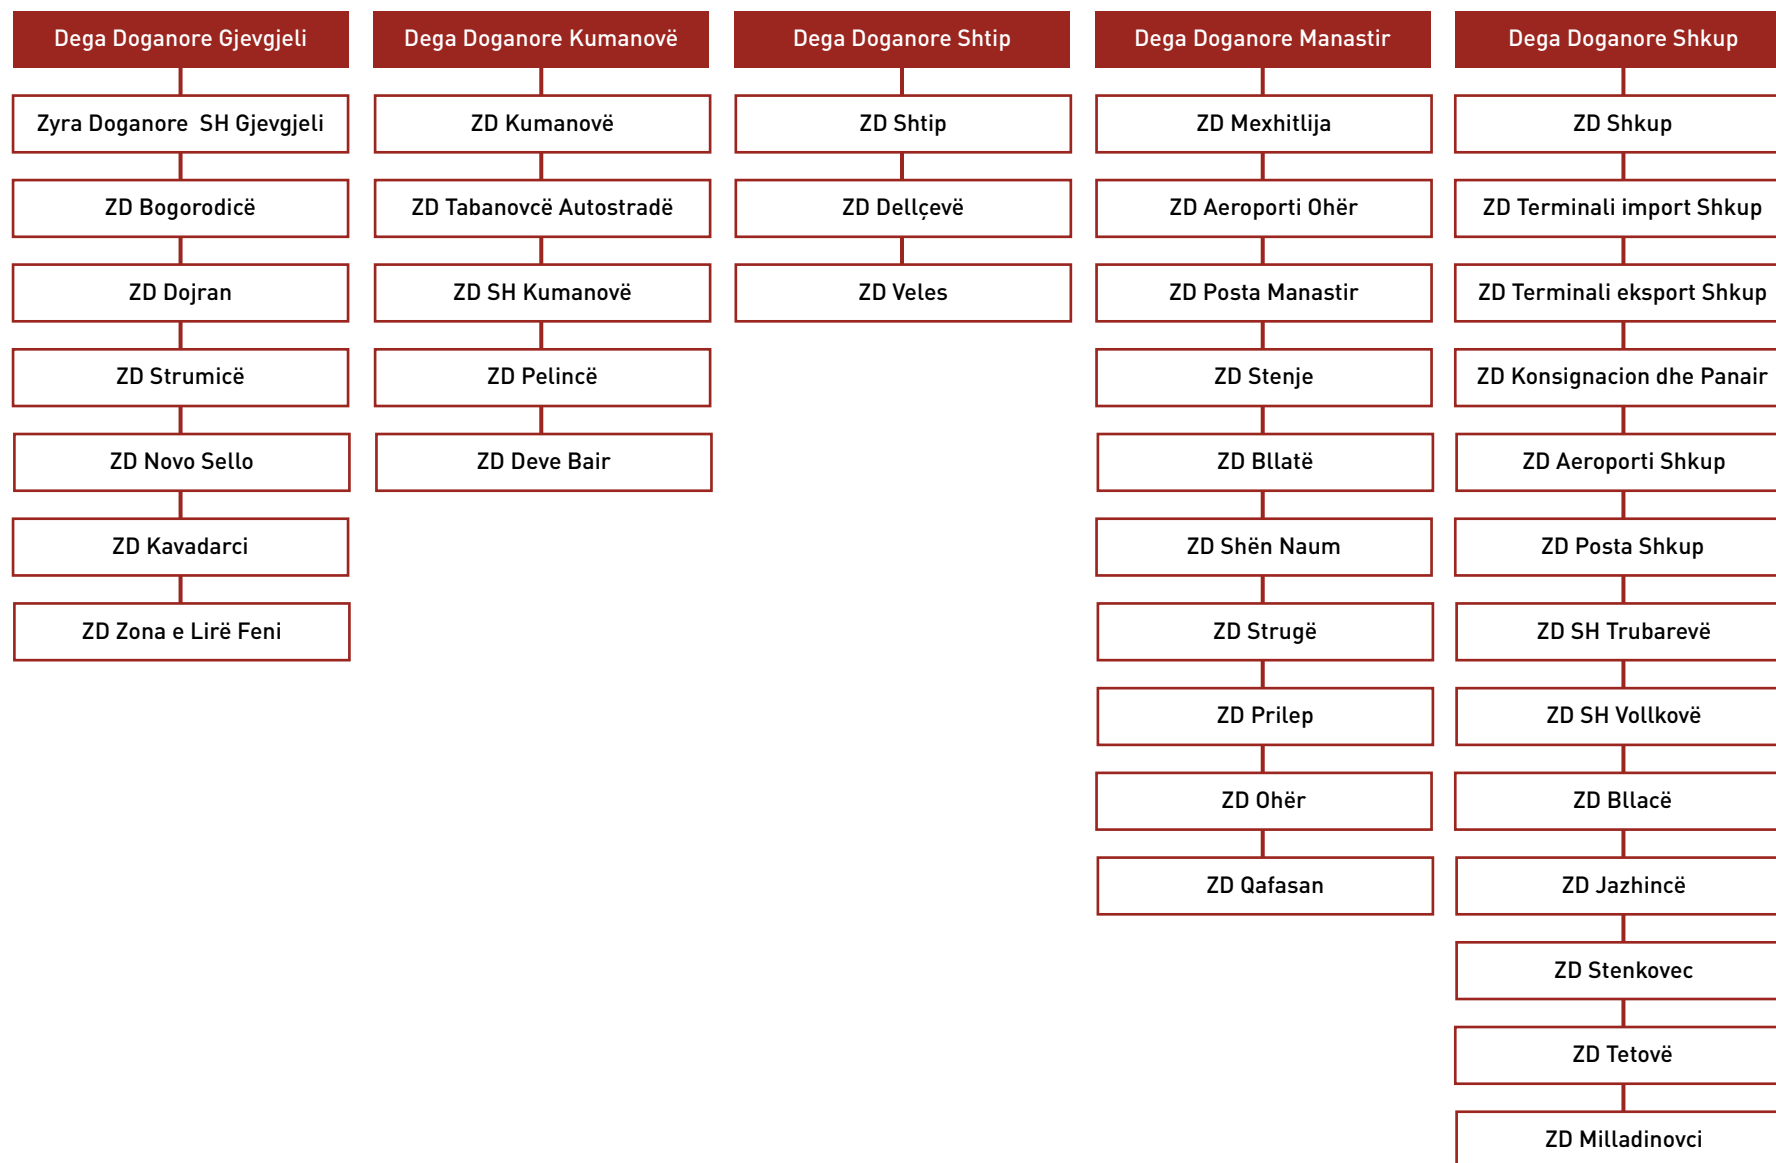 Dega Doganore Gjevgjeli
Zyra Doganore  SH Gjevgjeli
ZD Bogorodicë
ZD Dojran
ZD Strumicë
ZD Novo Sello
ZD Kavadarci
ZD Zona e Lirë Feni
Dega Doganore Kumanovë
ZD Kumanovë
ZD Tabanovcë Autostradë
ZD SH Kumanovë
ZD Pelincë
ZD Deve Bair
Dega Doganore Shtip
ZD Shtip
ZD Dellçevë
ZD Veles
Dega Doganore Manastir
ZD Mexhitlija
ZD Aeroporti Ohër
ZD Posta Manastir
ZD Stenje
ZD Bllatë
ZD Shën Naum
ZD Strugë
ZD Prilep
ZD Ohër
ZD Qafasan
Dega Doganore Shkup
ZD Shkup
ZD Terminali import Shkup
ZD Terminali eksport Shkup
ZD Konsignacion dhe Panair
ZD Aeroporti Shkup
ZD Posta Shkup
ZD SH Trubarevë
ZD SH Vollkovë
ZD Bllacë
ZD Jazhincë
ZD Stenkovec
ZD Tetovë
ZD Milladinovci